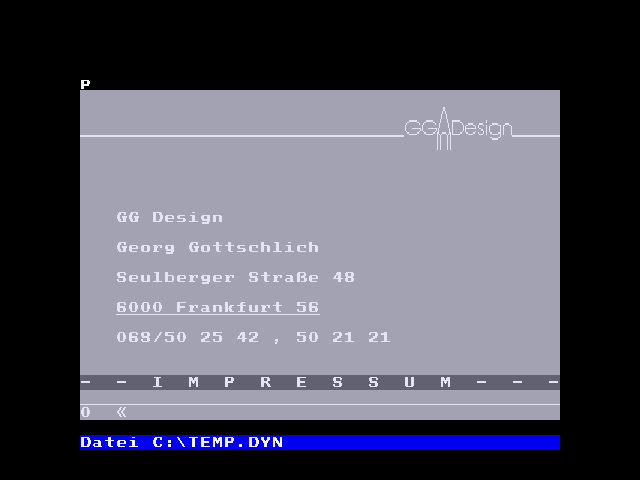 P
GG Design
GG Design
Georg Gottschlich
Seulberger Straße 48
6000 Frankfurt 56
068/50 25 42 , 50 21 21
- - I M P R E S S U M - - -
0 «
Datei C:\TEMP.DYN